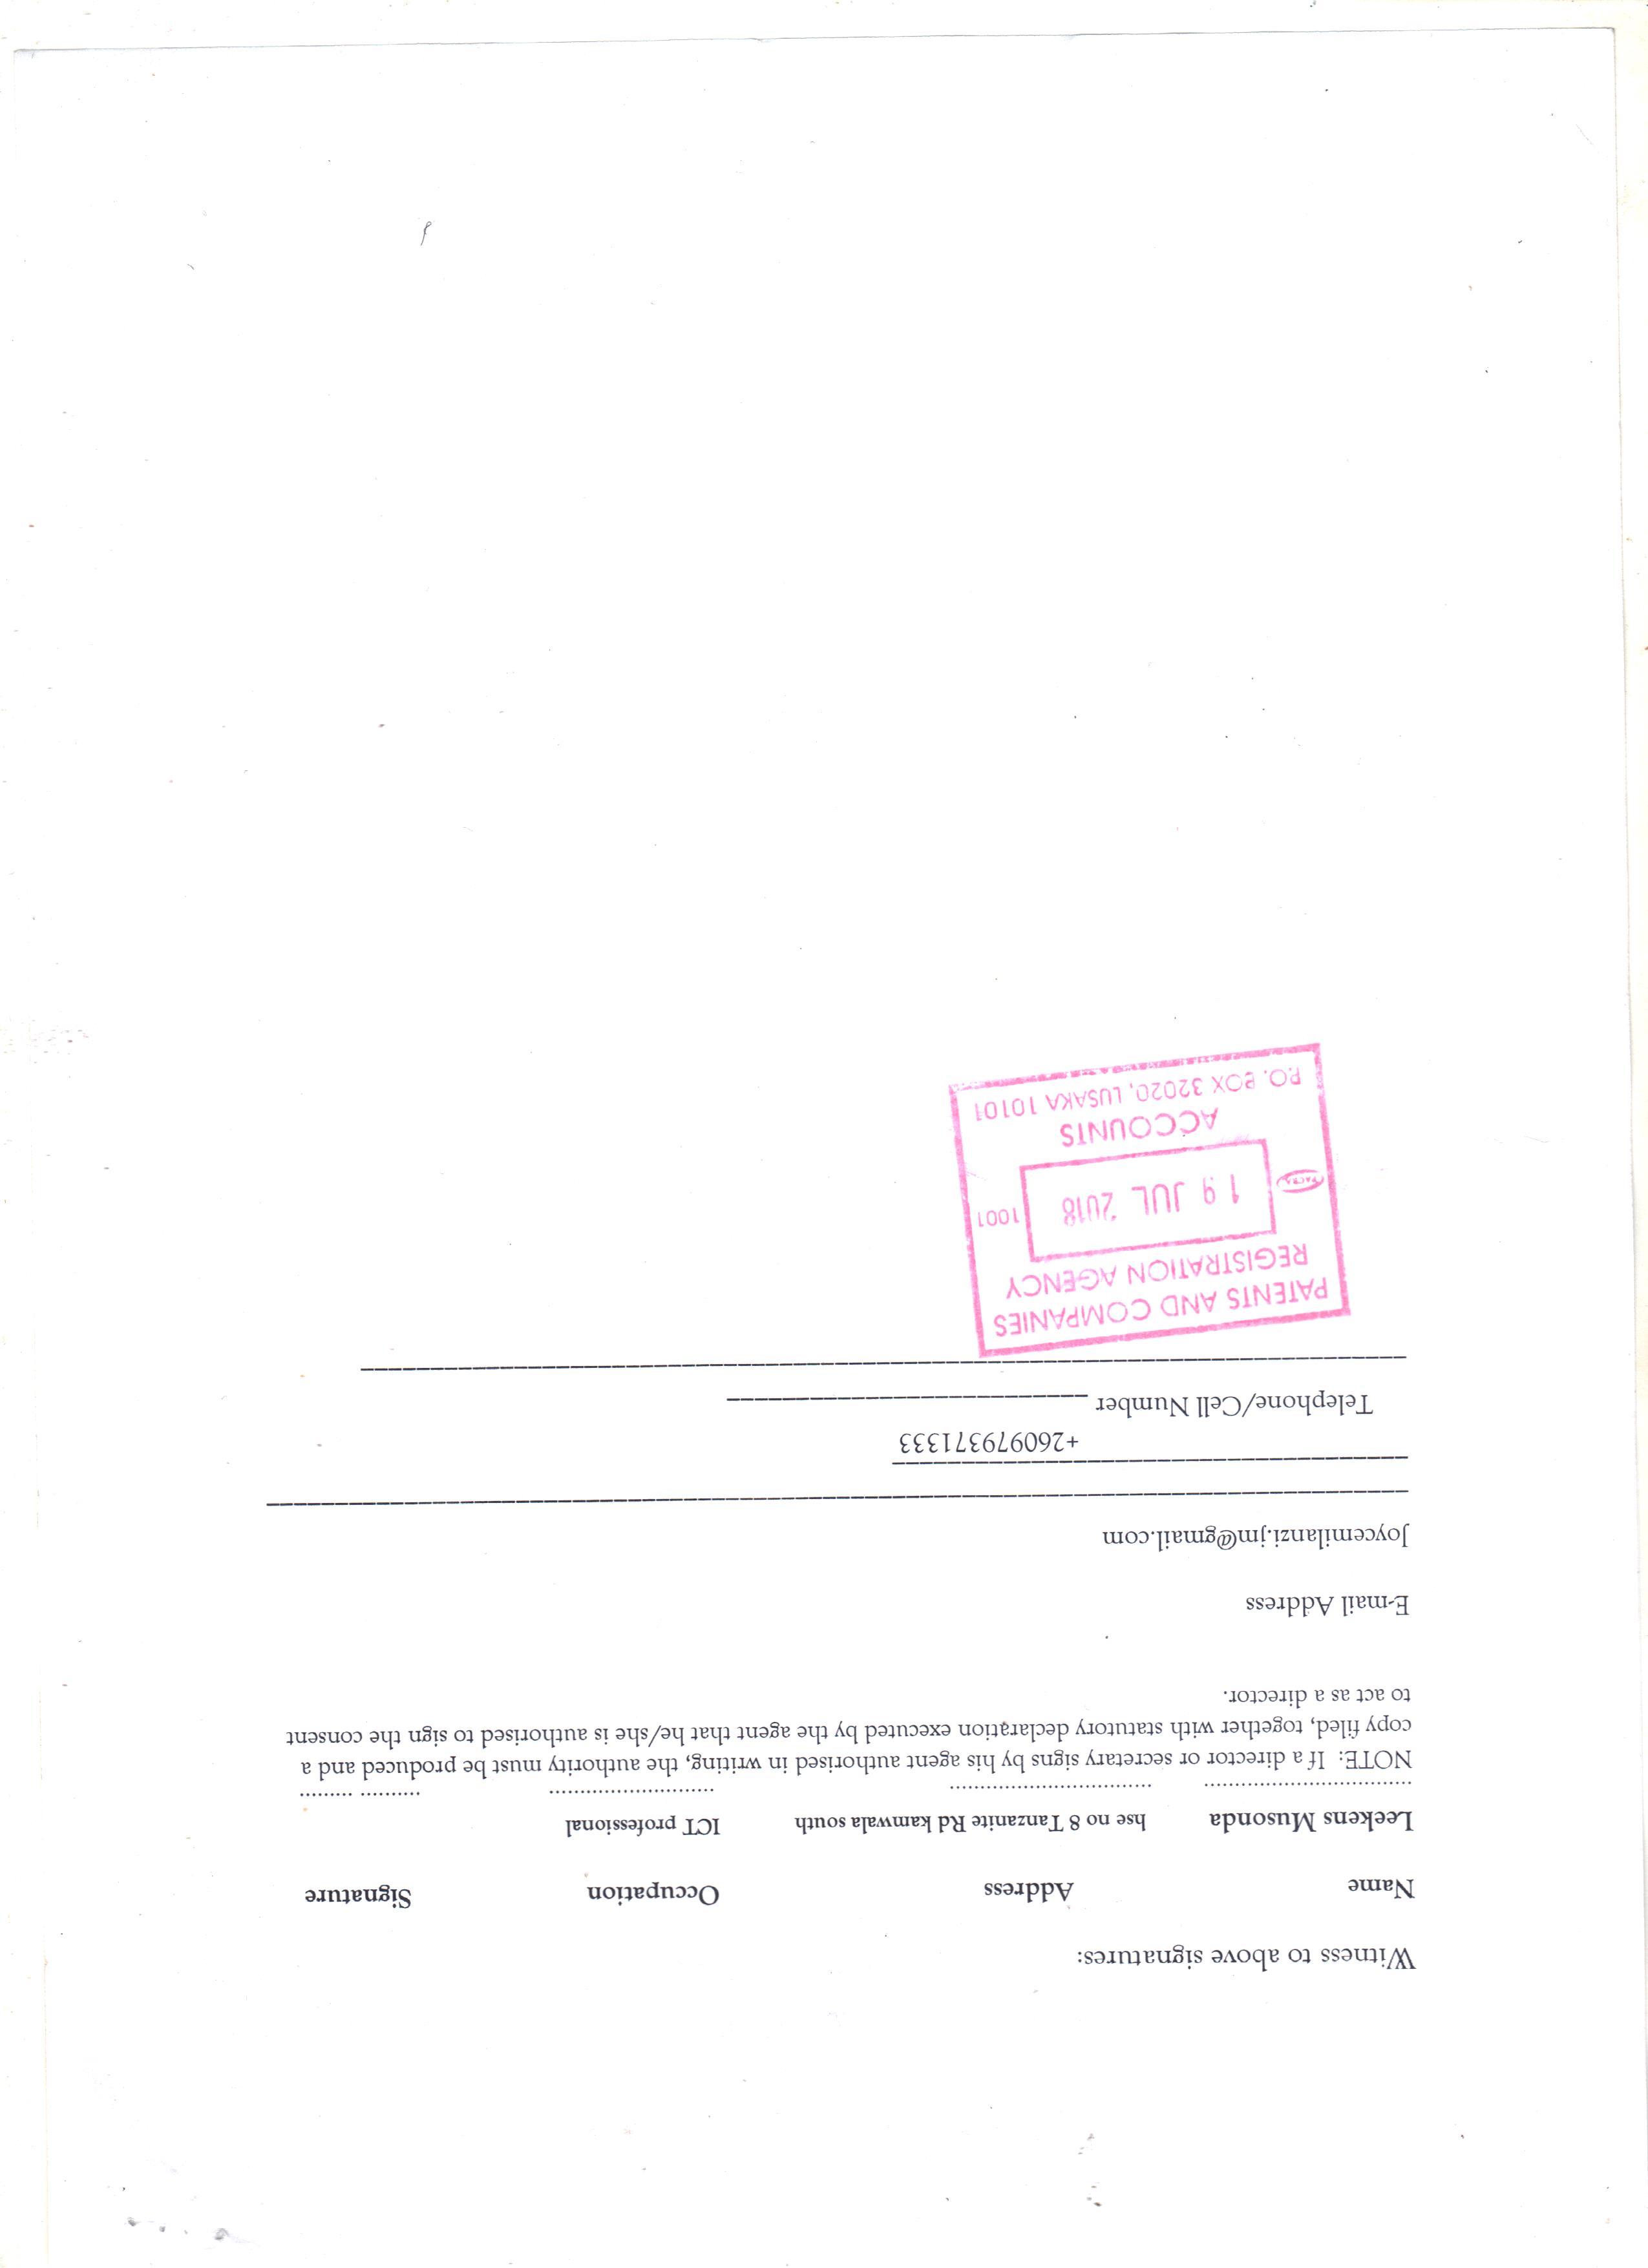 Witness to above signatures:
Name Address Occupation Signature
Leekens Musonda hse no 8 Tanzanite Rd kamwala south ICT professional
NOTE: If a director or secretary signs by his agent authorised in writing, the authority must be produced and a
copy filed, together with statutory declaration executed by the agent that he/she is authorised to sign the consent
to act as a director.
E-mail Address
Joycemilanzi.jm@gmail.com
+260979371333
Telephone/Cell Number
PATENTS AND COMPANIES
REGISTRATION AGENCY
19 JUL 2018
1001
PACRA
ACCOUNTS
P.O. BOX 32020, LUSAKA 10101